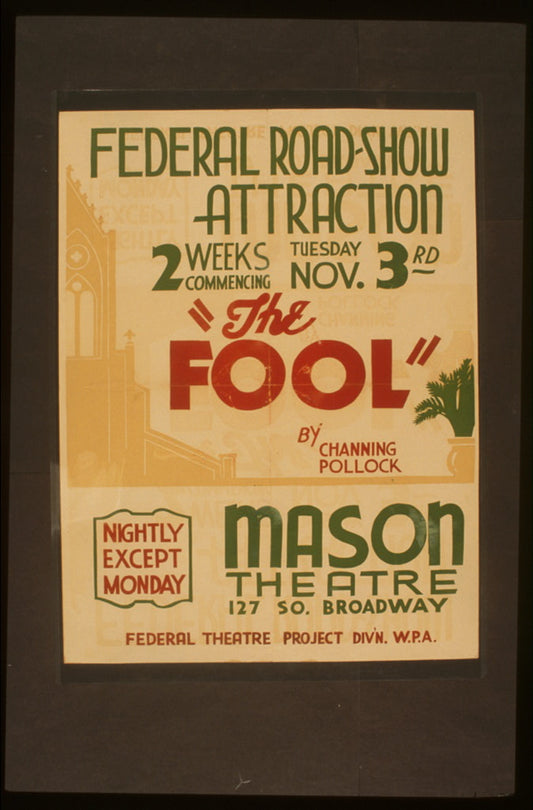 FEDERAL ROAD-SHOW
ATTRACTION
2 WEEKS COMMENCING TUESDAY NOV. 3RD
"The
FOOL"
BY CHANNING
POLLOCK
NIGHTLY
EXCEPT
MONDAY
MASON
THEATRE
127 SO. BROADWAY
FEDERAL THEATRE PROJECT DIV'N. W.P.A.